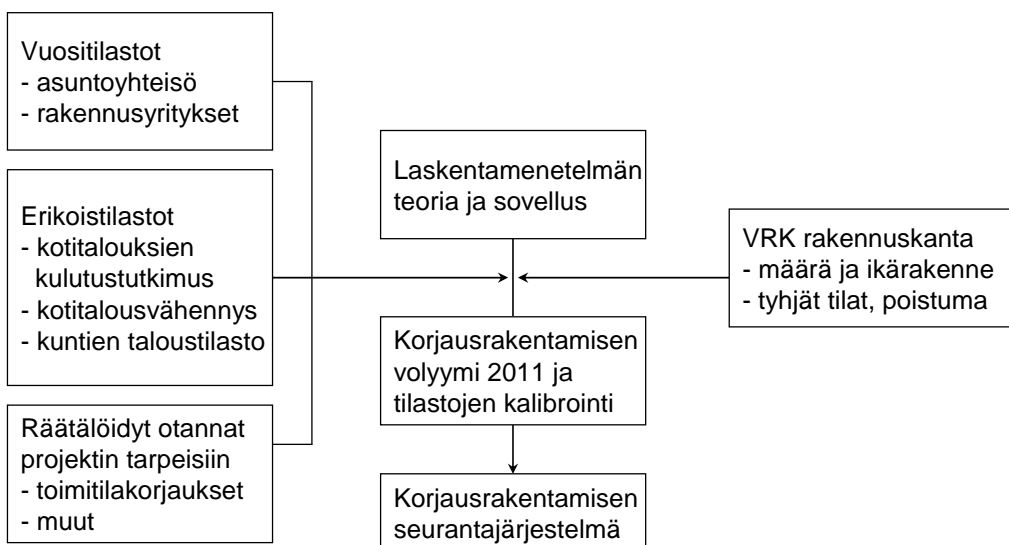 Vuositilastot
- asuntoyhteisö
- rakennusyritykset
Erikoistilastot
- kotitalouksien
kulutustutkimus
- kotitalousvähennys
- kuntien taloustilasto
Räätälöidyt otannat
projektin tarpeisiin
- toimitilakorjaukset
- muut
Laskentamenetelmän
teoria ja sovellus
Korjausrakentamisen
volyymi 2011 ja
tilastojen kalibrointi
Korjausrakentamisen
seurantajärjestelmä
VRK rakennuskanta
- määrä ja ikärakenne
- tyhjät tilat, poistuma